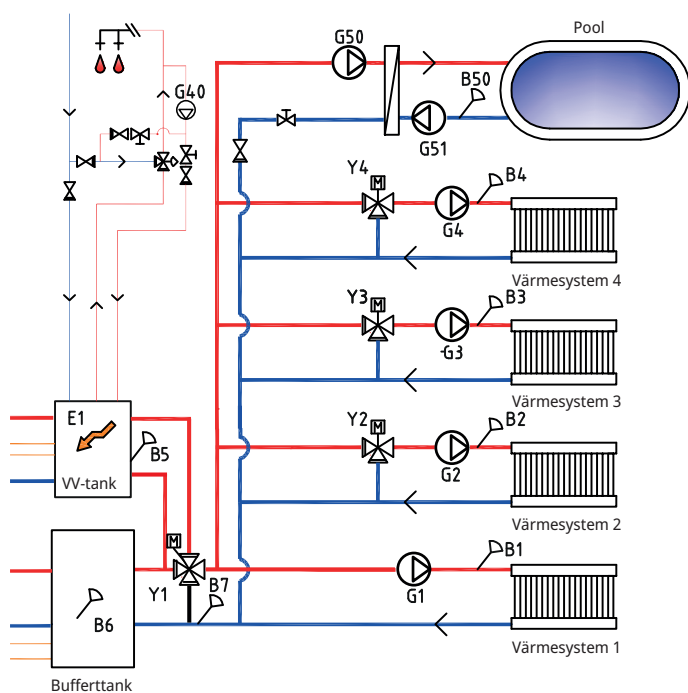 Pool
G50
B50
G40
G51
Y4
M
B4
G4
Värmesystem 4
Y3
M
B3
G3
Värmesystem 3
Y2
M
B2
G2
Värmesystem 2
E1
B5
VV-tank
M
Y1
B7
B1
G1
B6
Värmesystem 1
Bufferttank